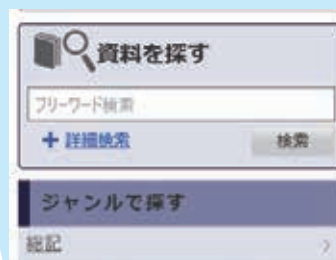 資料を探す
フリーワード検索
+ 詳細検索
検索
ジャンルで探す
総記